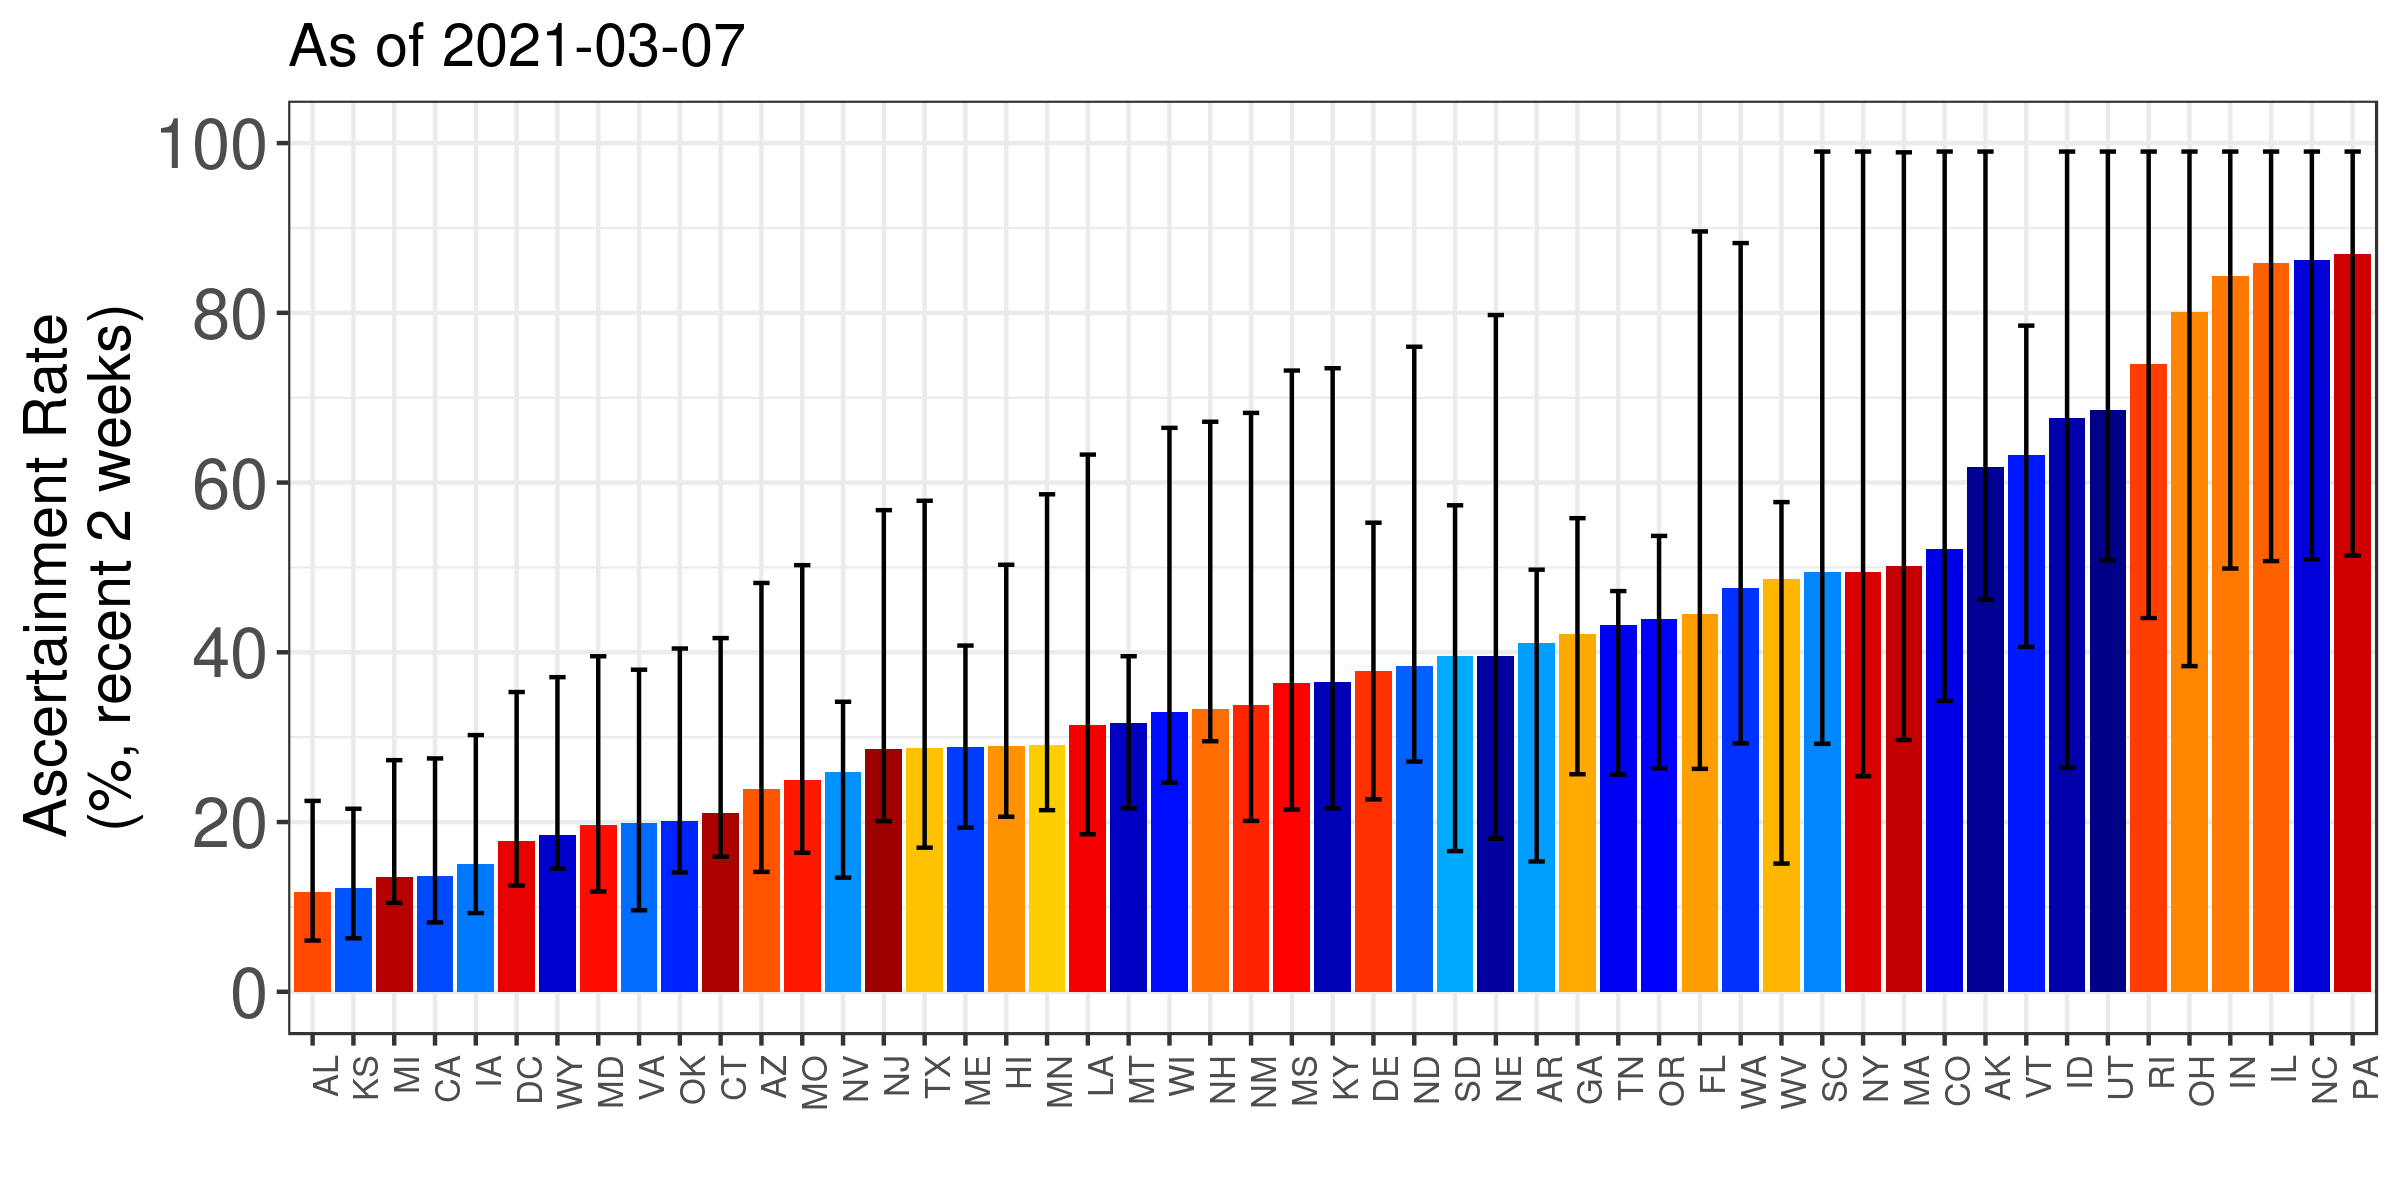 As of 2021-03-07
Ascertainment Rate
(%, recent 2 weeks)
100
80
60
40
20
0
AL KS MI CA IA DC WY MD VA OK CT AZ MO NV NJ TX ME HI MN LA MT WI NH NM MS KY DE ND SD NE AR GA TN OR FL WA WV SC NY MA CO AK VT ID UT RI OH IN IL NC PA